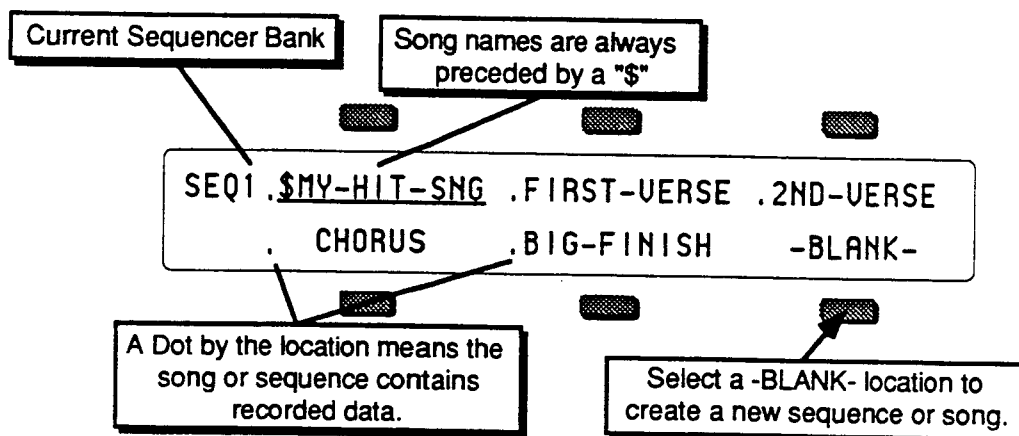 Current Sequencer Bank
Song names are always
preceded by a "$"
SEQ1 .$MY-HIT-SNG .FIRST-VERSE .2ND-VERSE
. CHORUS .BIG-FINISH -BLANK-
A Dot by the location means the
song or sequence contains
recorded data.
Select a -BLANK- location to
create a new sequence or song.